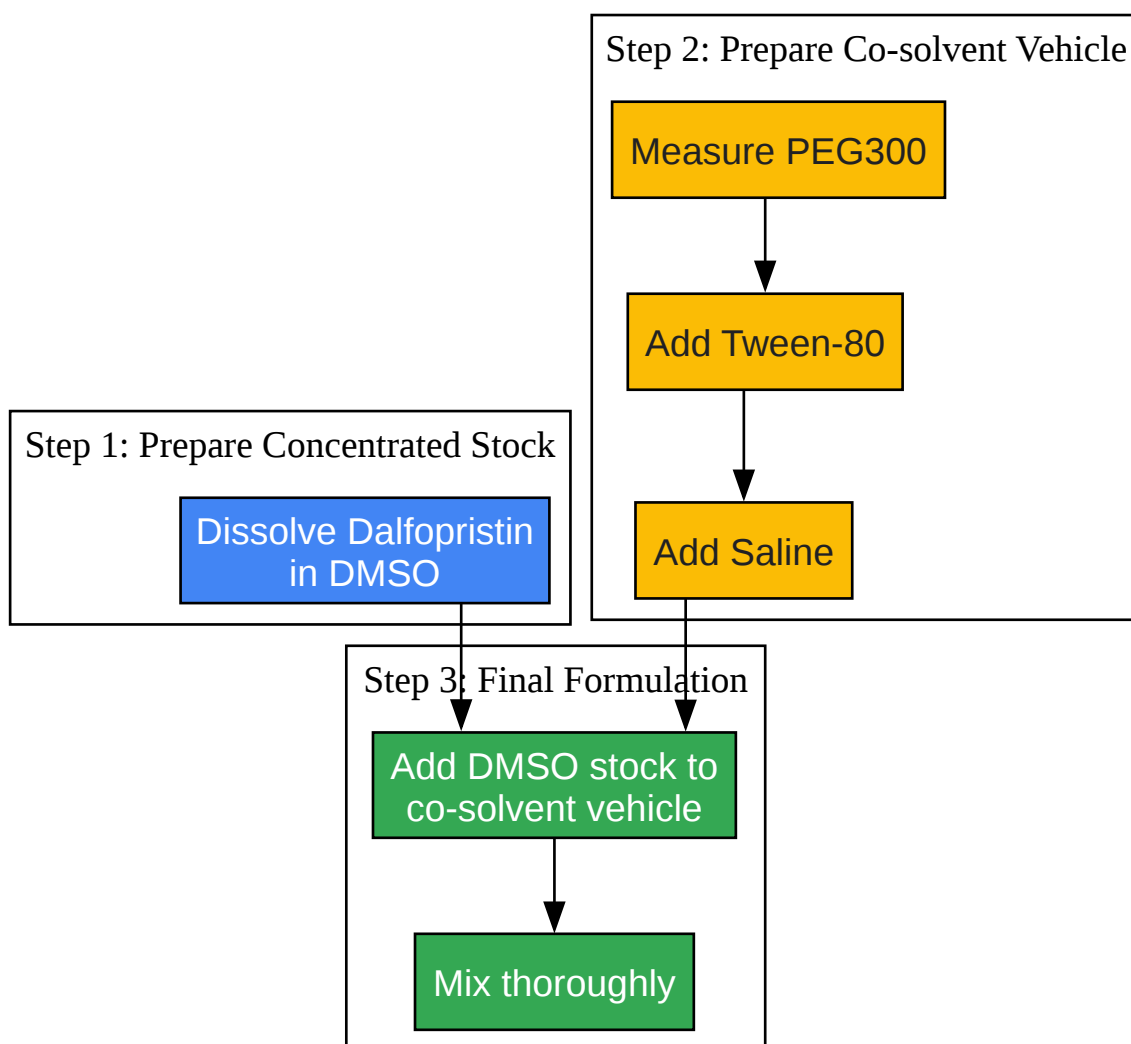 Step 2: Prepare Co-solvent Vehicle
Measure PEG300
Add Tween-80
Add Saline
Step 1: Prepare Concentrated Stock
Dissolve Dalfopristin
in DMSO
Step 3: Final Formulation
Add DMSO stock to
co-solvent vehicle
Mix thoroughly